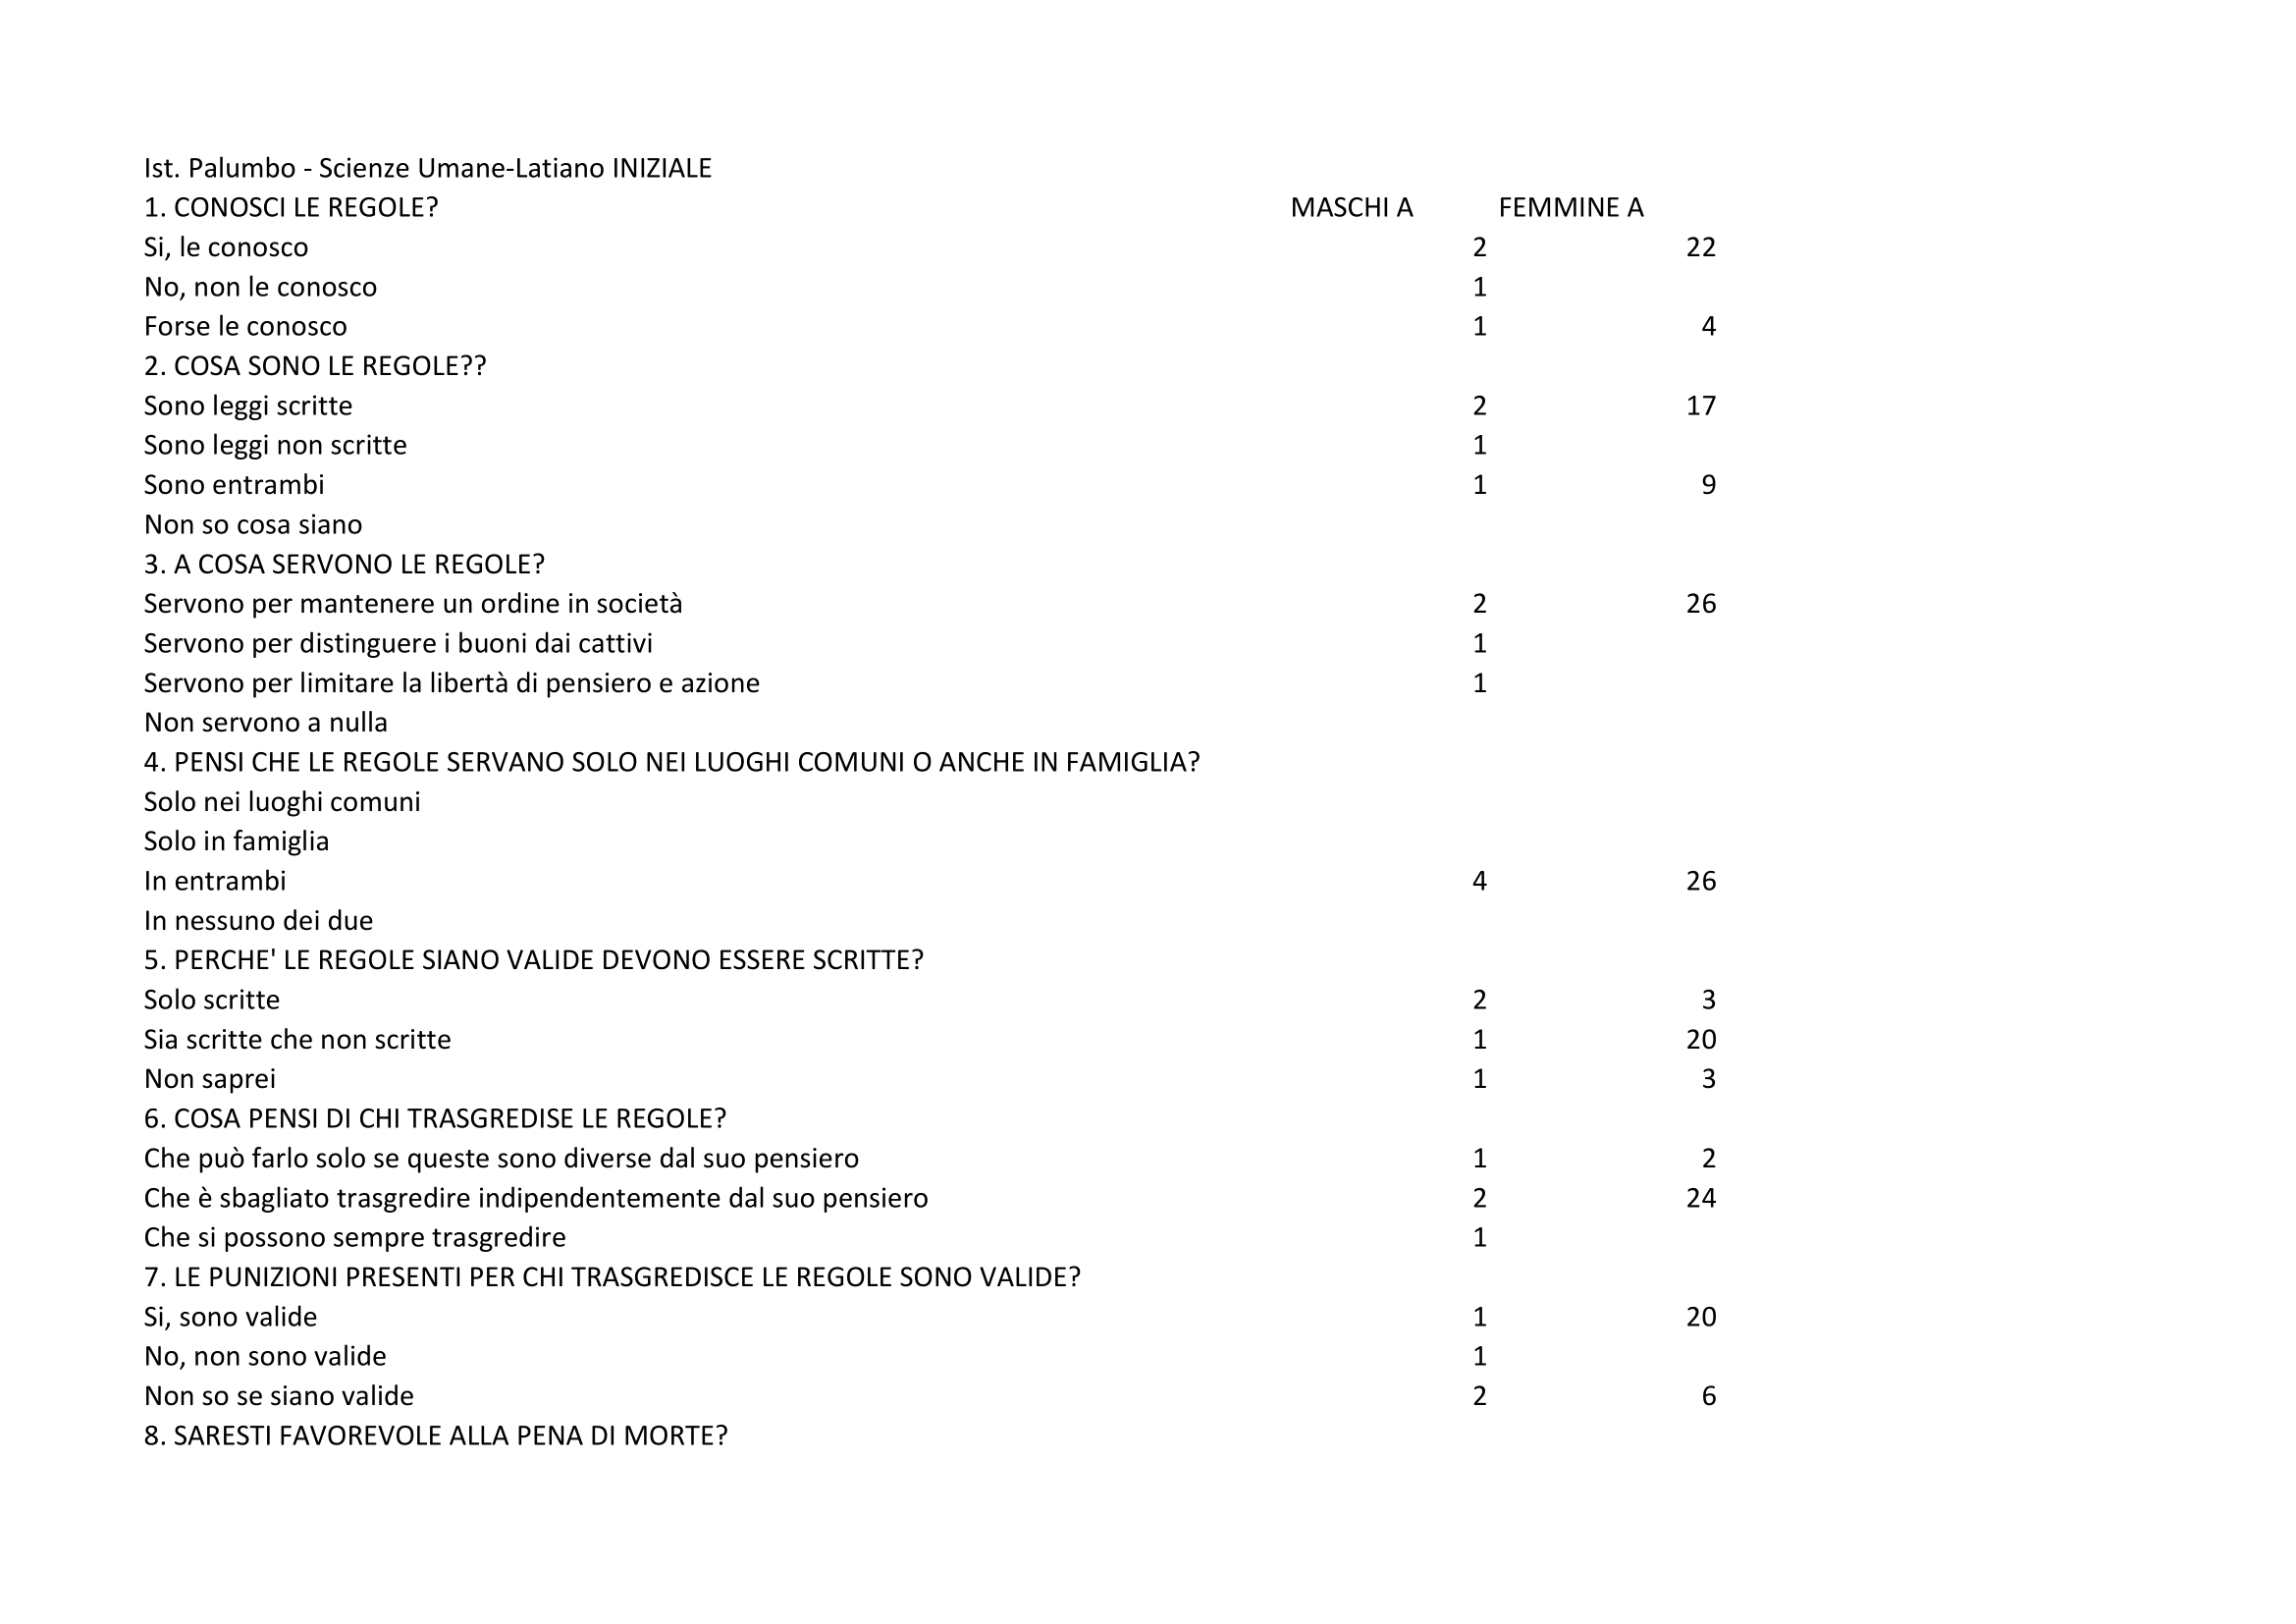 Ist. Palumbo - Scienze Umane-Latiano INIZIALE
1. CONOSCI LE REGOLE? MASCHI A FEMMINE A
Si, le conosco 2 22
No, non le conosco 1
Forse le conosco 1 4
2. COSA SONO LE REGOLE??
Sono leggi scritte 2 17
Sono leggi non scritte 1
Sono entrambi 1 9
Non so cosa siano
3. A COSA SERVONO LE REGOLE?
Servono per mantenere un ordine in società 2 26
Servono per distinguere i buoni dai cattivi 1
Servono per limitare la libertà di pensiero e azione 1
Non servono a nulla
4. PENSI CHE LE REGOLE SERVANO SOLO NEI LUOGHI COMUNI O ANCHE IN FAMIGLIA?
Solo nei luoghi comuni
Solo in famiglia
In entrambi 4 26
In nessuno dei due
5. PERCHE' LE REGOLE SIANO VALIDE DEVONO ESSERE SCRITTE?
Solo scritte 2 3
Sia scritte che non scritte 1 20
Non saprei 1 3
6. COSA PENSI DI CHI TRASGREDISE LE REGOLE?
Che può farlo solo se queste sono diverse dal suo pensiero 1 2
Che è sbagliato trasgredire indipendentemente dal suo pensiero 2 24
Che si possono sempre trasgredire 1
7. LE PUNIZIONI PRESENTI PER CHI TRASGREDISCE LE REGOLE SONO VALIDE?
Si, sono valide 1 20
No, non sono valide 1
Non so se siano valide 2 6
8. SARESTI FAVOREVOLE ALLA PENA DI MORTE?